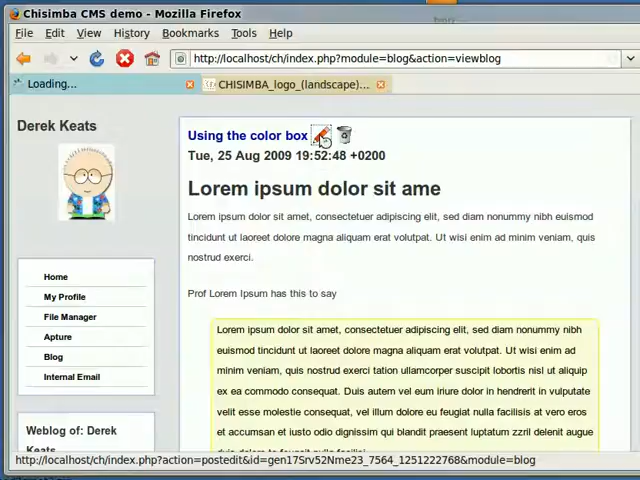 Chisimba CMS demo - Mozilla Firefox
File Edit View History Bookmarks Tools Help
http://localhost/ch/index.php?module=blog&action=viewblog
Loading...
CHISIMBA_logo_(landscape)...
Derek Keats
Using the color box
Tue, 25 Aug 2009 19:52:48 +0200
Lorem ipsum dolor sit ame
Lorem ipsum dolor sit amet, consectetuer adipiscing elit, sed diam nonummy nibh euismod
tincidunt ut laoreet dolore magna aliquam erat volutpat. Ut wisi enim ad minim veniam, quis
nostrud exerci.
Prof Lorem Ipsum has this to say
Lorem ipsum dolor sit amet, consectetuer adipiscing elit, sed diam nonummy nibh
euismod tincidunt ut laoreet dolore magna aliquam erat volutpat. Ut wisi enim ad
minim veniam, quis nostrud exerci tation ullamcorper suscipit lobortis nisl ut aliquip
ex ea commodo consequat. Duis autem vel eum iriure dolor in hendrerit in vulputate
velit esse molestie consequat, vel illum dolore eu feugiat nulla facilisis at vero eros
et accumsan et iusto odio dignissim qui blandit praesent luptatum zzril delenit augue
duis dolore te feugait nulla facilisi.
Home
My Profile
File Manager
Apture
Blog
Internal Email
Weblog of: Derek
Keats
http://localhost/ch/index.php?action=postedit&id=gen17Srv52Nme23_7564_1251222768&module=blog